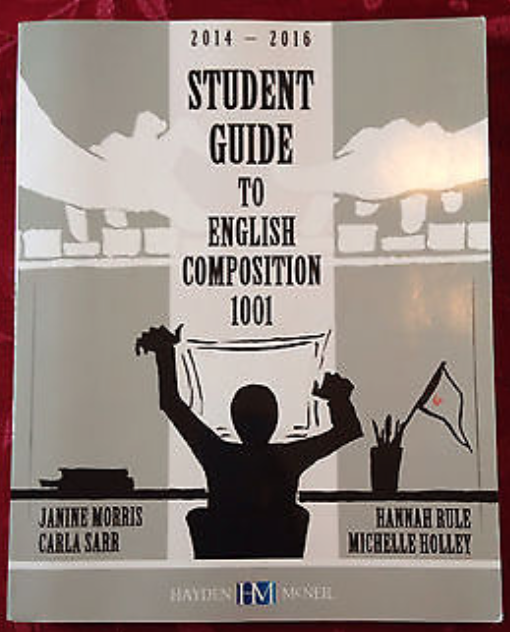 2014 – 2016
STUDENT
GUIDE
TO
ENGLISH
COMPOSITION
1001
JANINE MORRIS
CARLA SARR
HANNAH RULE
MICHELLE HOLLEY
HAYDEN HM MCNEIL